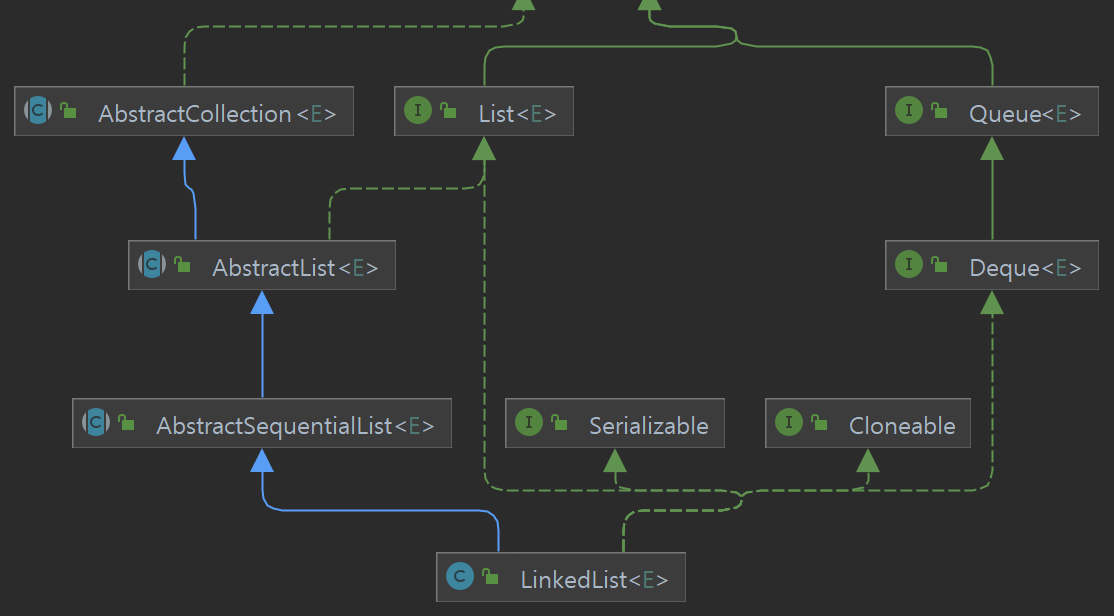 AbstractCollection<E>
List<E>
Queue<E>
AbstractList<E>
Deque<E>
AbstractSequentialList<E>
Serializable
Cloneable
LinkedList<E>